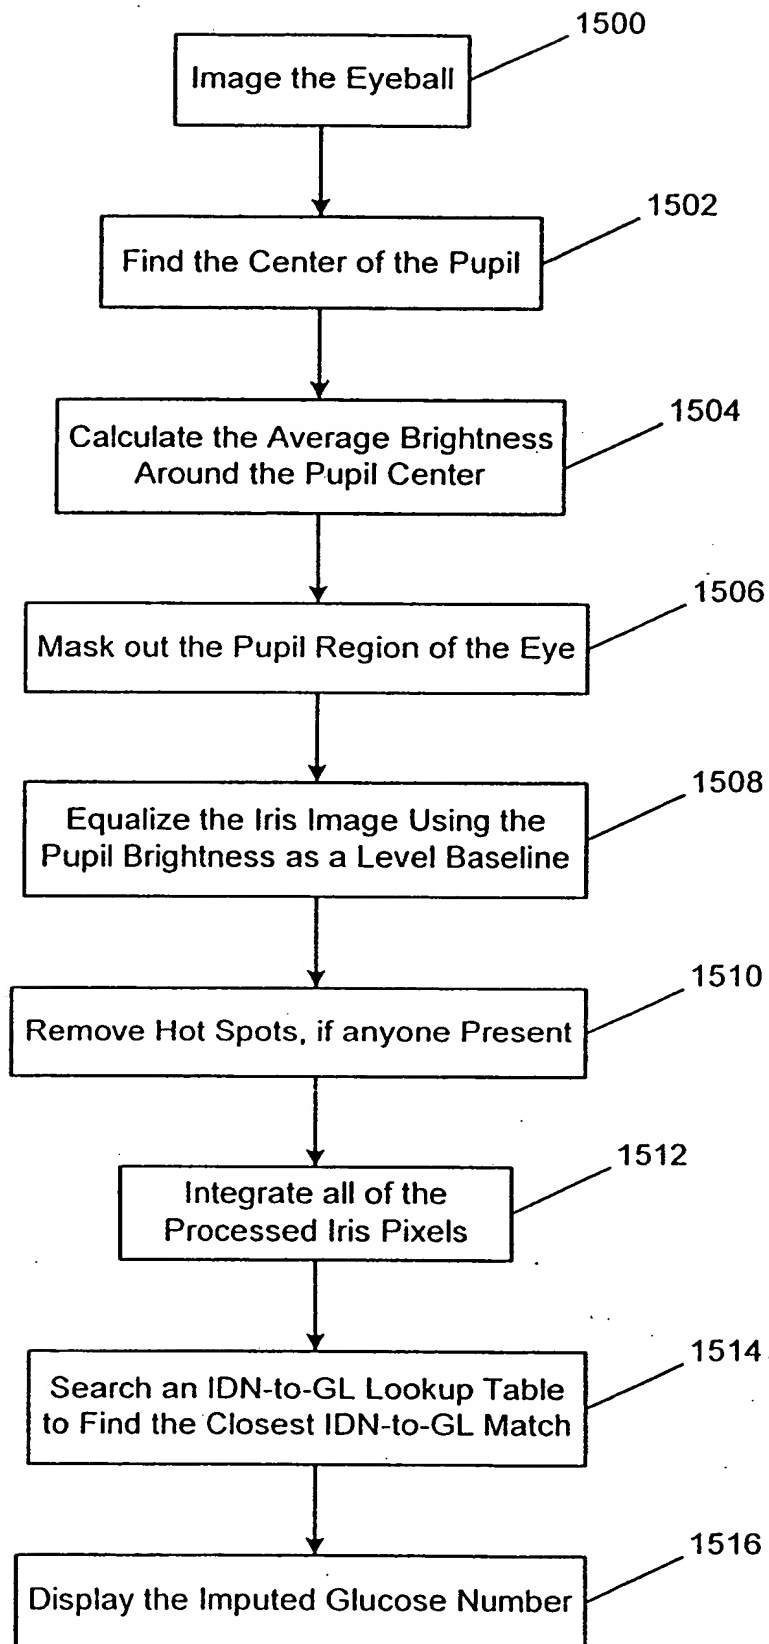 1500
Image the Eyeball
1502
Find the Center of the Pupil
1504
Calculate the Average Brightness
Around the Pupil Center
1506
Mask out the Pupil Region of the Eye
1508
Equalize the Iris Image Using the
Pupil Brightness as a Level Baseline
1510
Remove Hot Spots, if anyone Present
1512
Integrate all of the
Processed Iris Pixels
1514
Search an IDN-to-GL Lookup Table
to Find the Closest IDN-to-GL Match
1516
Display the Imputed Glucose Number